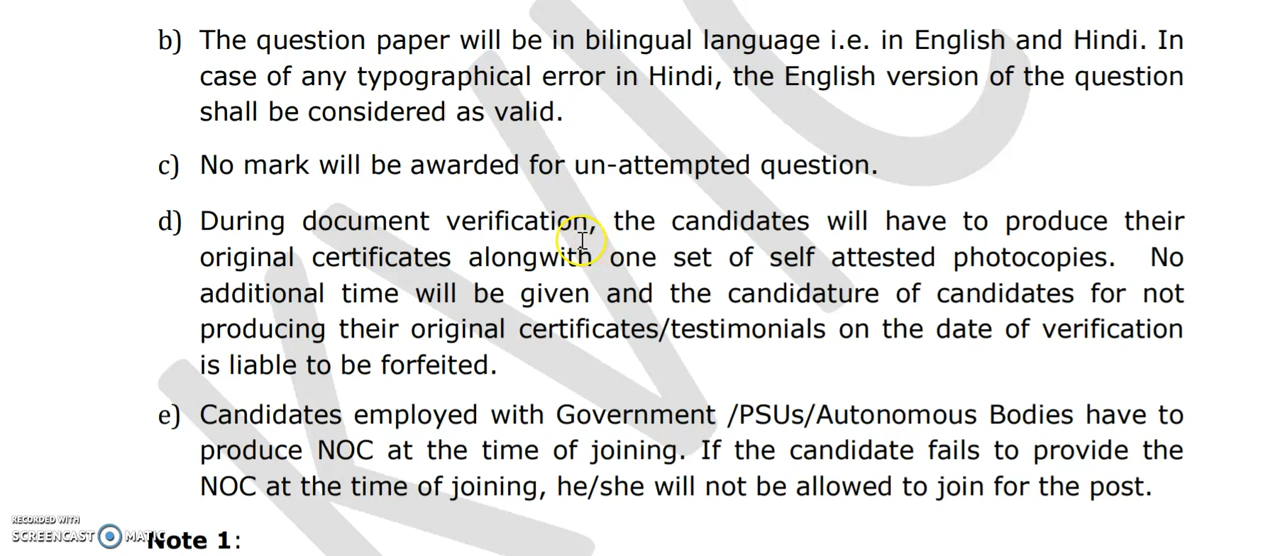 b) The question paper will be in bilingual language i.e. in English and Hindi. In
case of any typographical error in Hindi, the English version of the question
shall be considered as valid.
c) No mark will be awarded for un-attempted question.
d) During document verification, the candidates will have to produce their
original certificates alongwith one set of self attested photocopies. No
additional time will be given and the candidature of candidates for not
producing their original certificates/testimonials on the date of verification
is liable to be forfeited.
e) Candidates employed with Government /PSUs/Autonomous Bodies have to
produce NOC at the time of joining. If the candidate fails to provide the
NOC at the time of joining, he/she will not be allowed to join for the post.
RECORDED WITH
SCREENCAST MATIC
Note 1:
KVIC